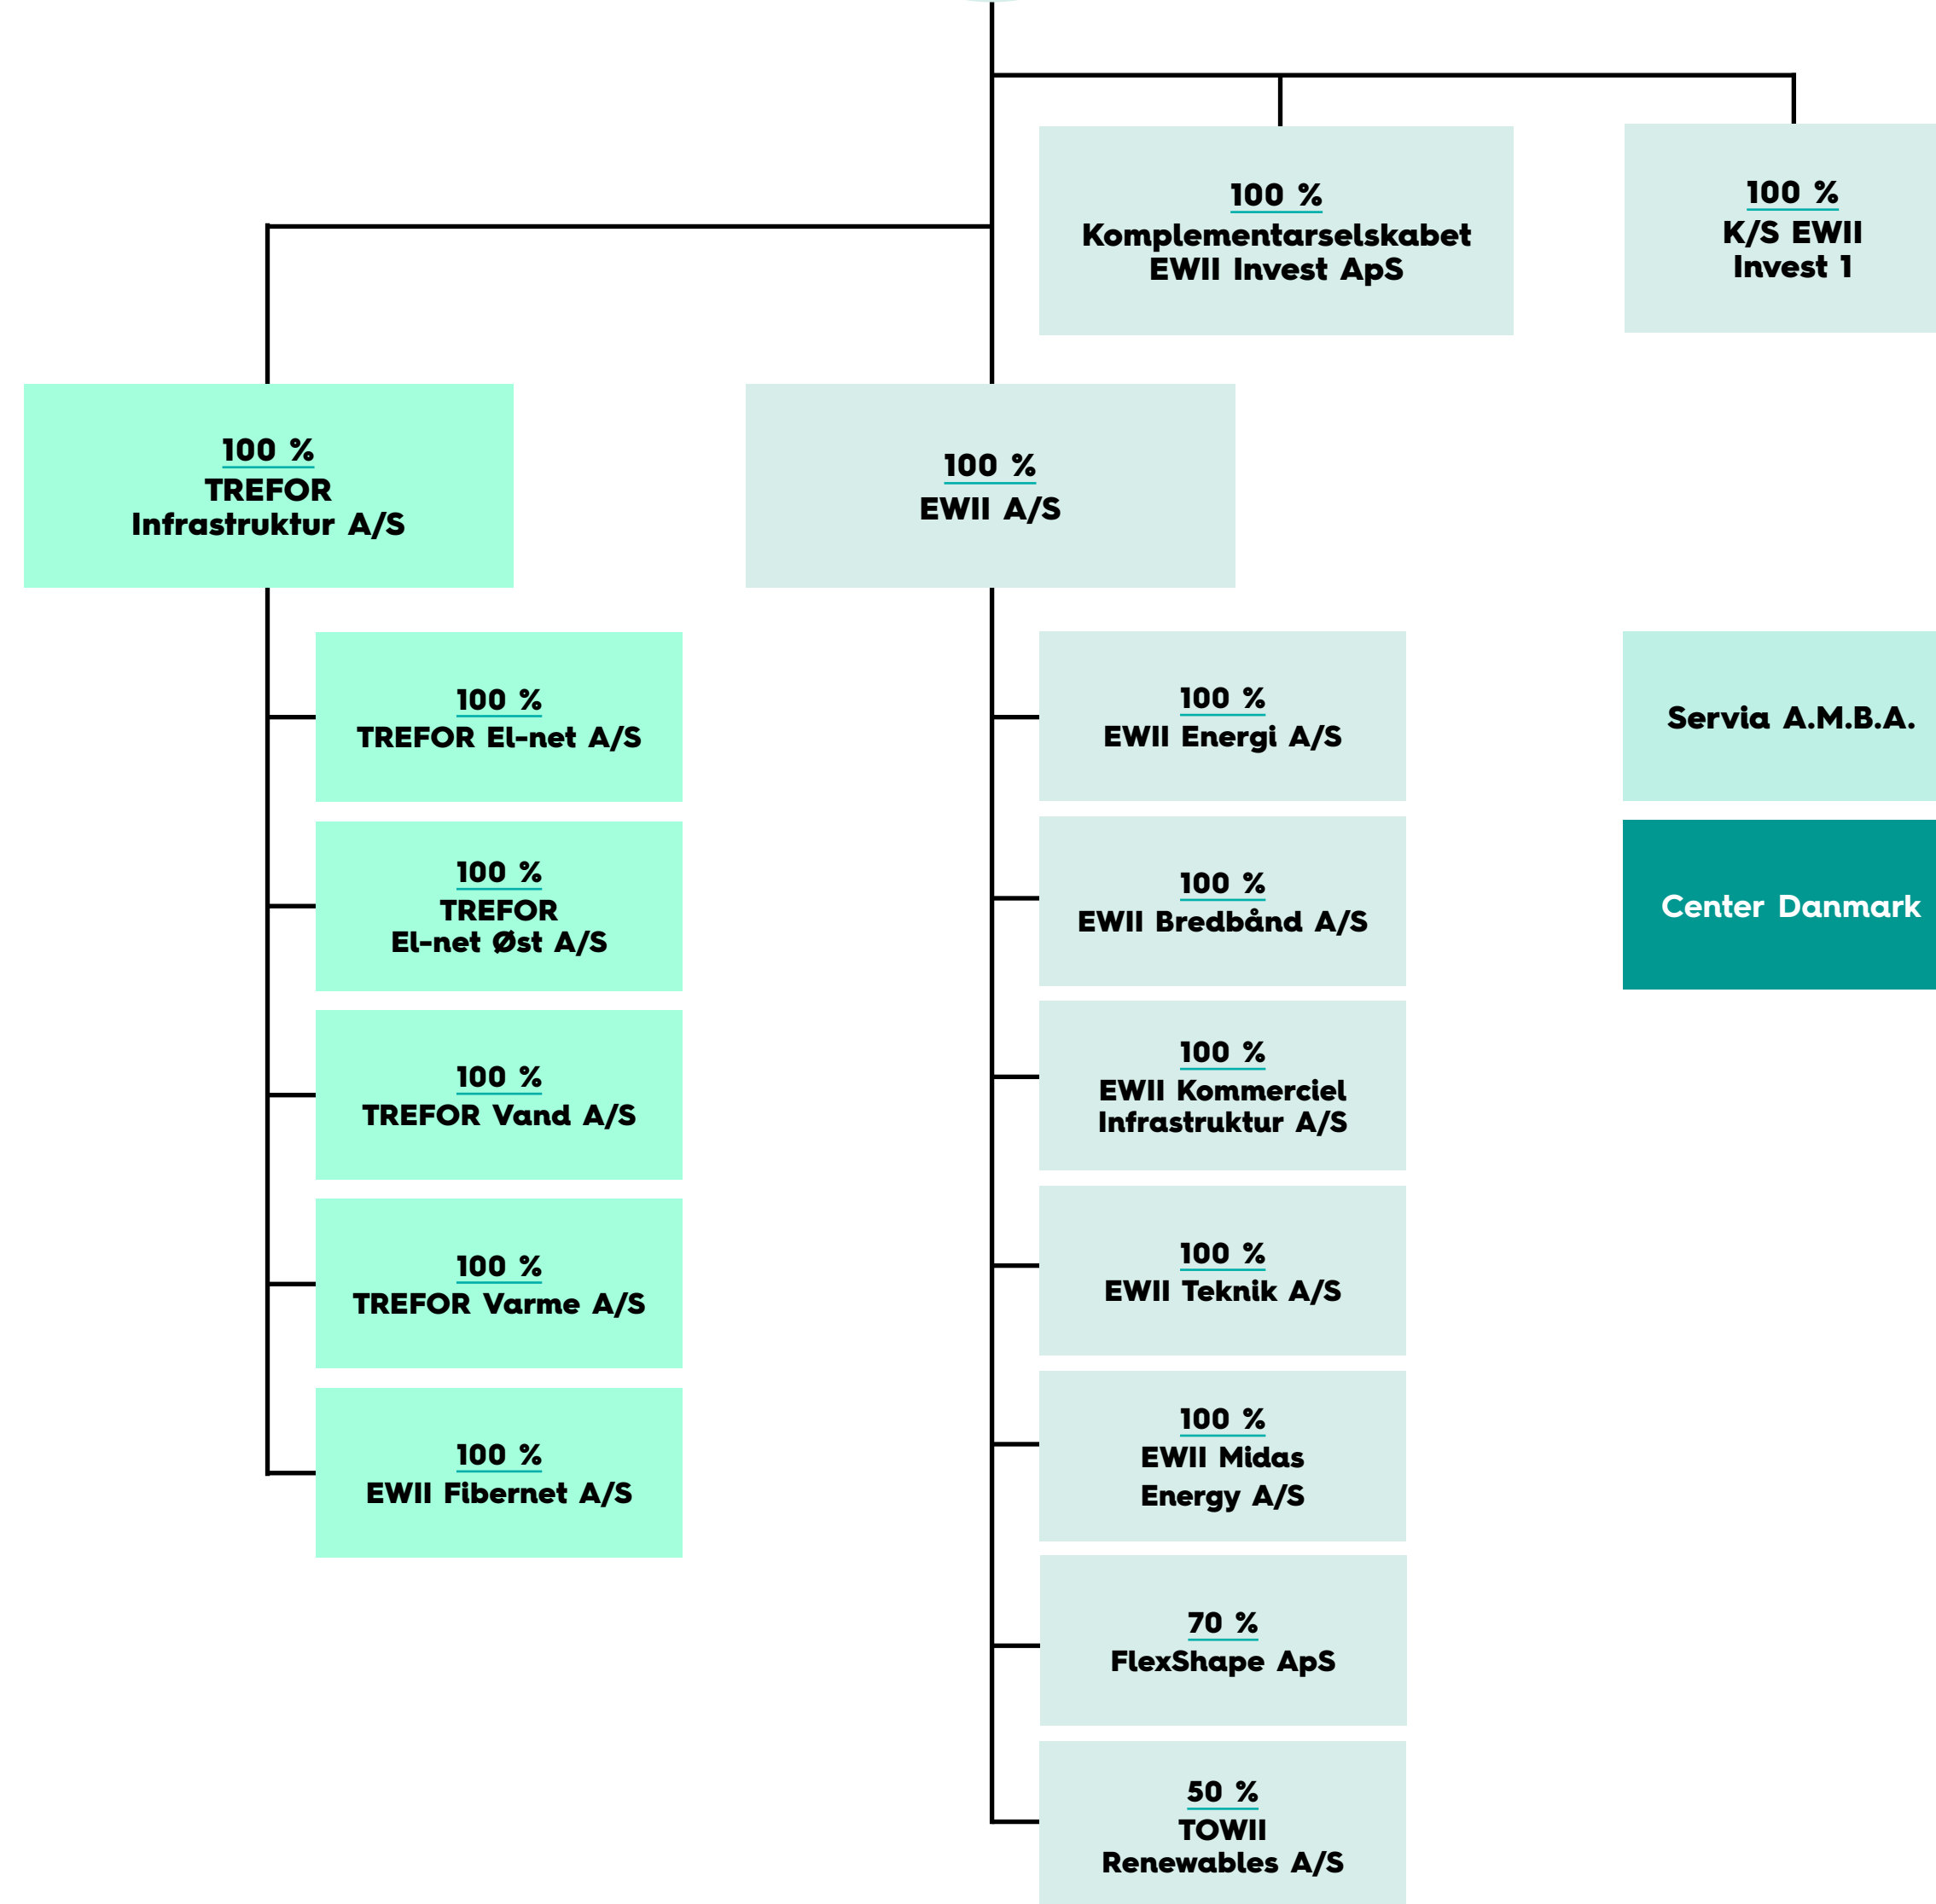 100 %
Komplementarselskabet
EWII Invest ApS
100 %
K/S EWII
Invest 1
100 %
TREFOR
Infrastruktur A/S
100 %
EWII A/S
100 %
TREFOR El-net A/S
100 %
TREFOR
El-net Øst A/S
100 %
TREFOR Vand A/S
100 %
TREFOR Varme A/S
100 %
EWII Fibernet A/S
100 %
EWII Energi A/S
100 %
EWII Bredbånd A/S
100 %
EWII Kommerciel
Infrastruktur A/S
100 %
EWII Teknik A/S
100 %
EWII Midas
Energy A/S
70 %
FlexShape ApS
50 %
TOWII
Renewables A/S
Servia A.M.B.A.
Center Danmark